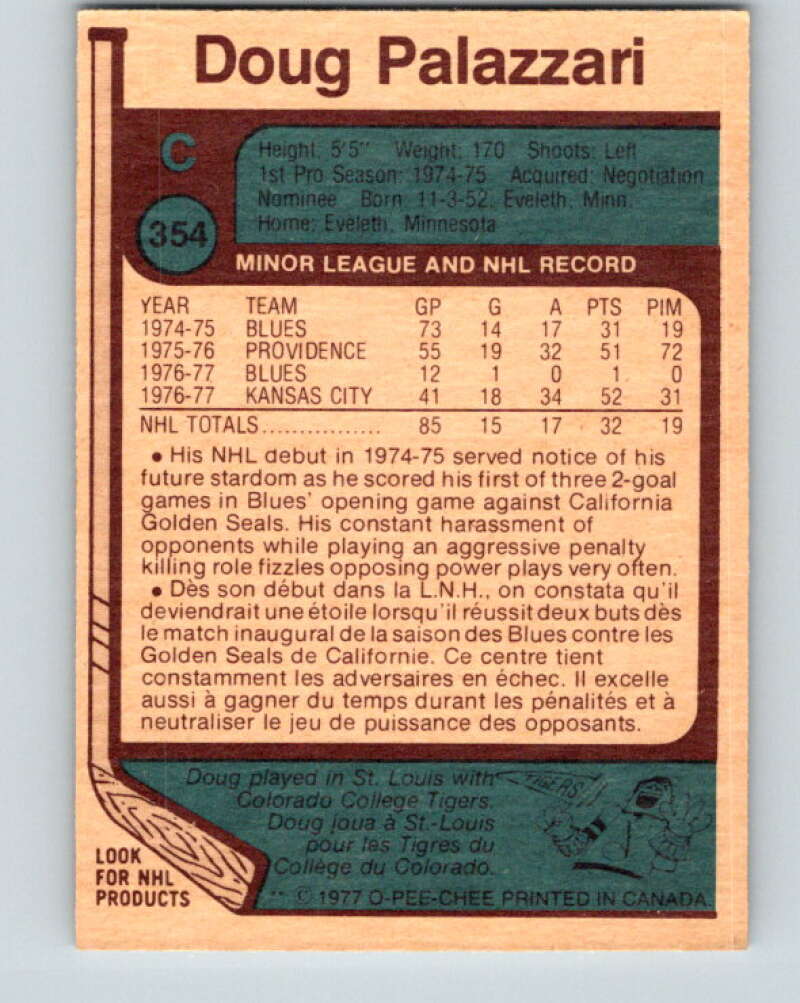 Doug Palazzari
C
Height: 5'5" Weight: 170 Shoots: Left
1st Pro Season: 1974-75 Acquired: Negotiation
Nominee Born: 11-3-52, Eveleth, Minn.
Home: Eveleth, Minnesota
354
MINOR LEAGUE AND NHL RECORD
YEAR TEAM GP G A PTS PIM
1974-75 BLUES 73 14 17 31 19
1975-76 PROVIDENCE 55 19 32 51 72
1976-77 BLUES 12 1 0 1 0
1976-77 KANSAS CITY 41 18 34 52 31
NHL TOTALS................ 85 15 17 32 19
• His NHL debut in 1974-75 served notice of his
future stardom as he scored his first of three 2-goal
games in Blues' opening game against California
Golden Seals. His constant harassment of
opponents while playing an aggressive penalty
killing role fizzles opposing power plays very often.
• Dès son début dans la L.N.H., on constata qu'il
deviendrait une étoile lorsqu'il réussit deux buts dès
le match inaugural de la saison des Blues contre les
Golden Seals de Californie. Ce centre tient
constamment les adversaires en échec. Il excelle
aussi à gagner du temps durant les pénalités et à
neutraliser le jeu de puissance des opposants.
Doug played in St. Louis with
Colorado College Tigers.
Doug joua à St.-Louis
pour les Tigres du
Collège du Colorado.
TIGERS
LOOK
FOR NHL
PRODUCTS
** © 1977 O-PEE-CHEE PRINTED IN CANADA